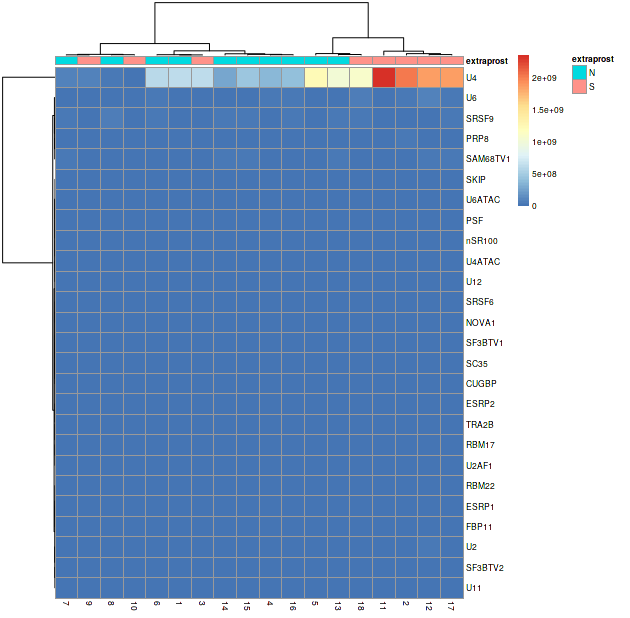 extraprost
extraprost
N
S
2e+09
1.5e+09
1e+09
5e+08
0
U4
U6
SRSF9
PRP8
SAM68TV1
SKIP
U6ATAC
PSF
nSR100
U4ATAC
U12
SRSF6
NOVA1
SF3BTV1
SC35
CUGBP
ESRP2
TRA2B
RBM17
U2AF1
RBM22
ESRP1
FBP11
U2
SF3BTV2
U11
7 9 8 10 6 1 3 14 15 4 16 5 13 18 11 2 12 17